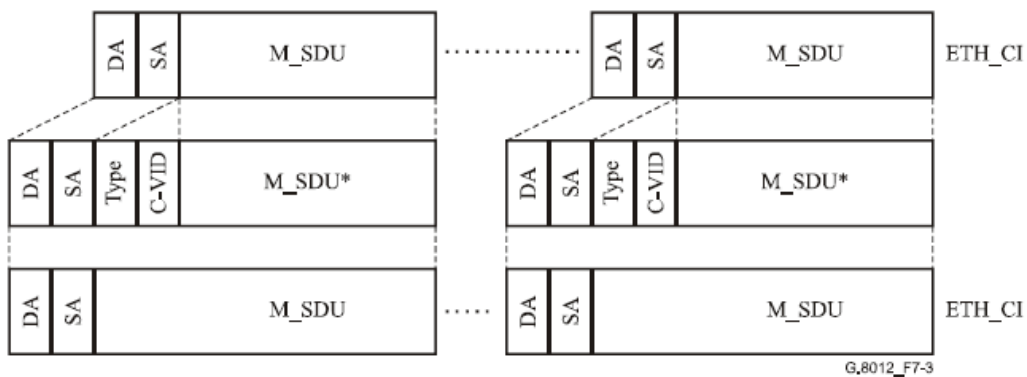 DA SA M_SDU ............... DA SA M_SDU ETH_CI
DA SA Type C-VID M_SDU* DA SA Type C-VID M_SDU*
DA SA M_SDU ..... DA SA M_SDU ETH_CI
G.8012_F7-3